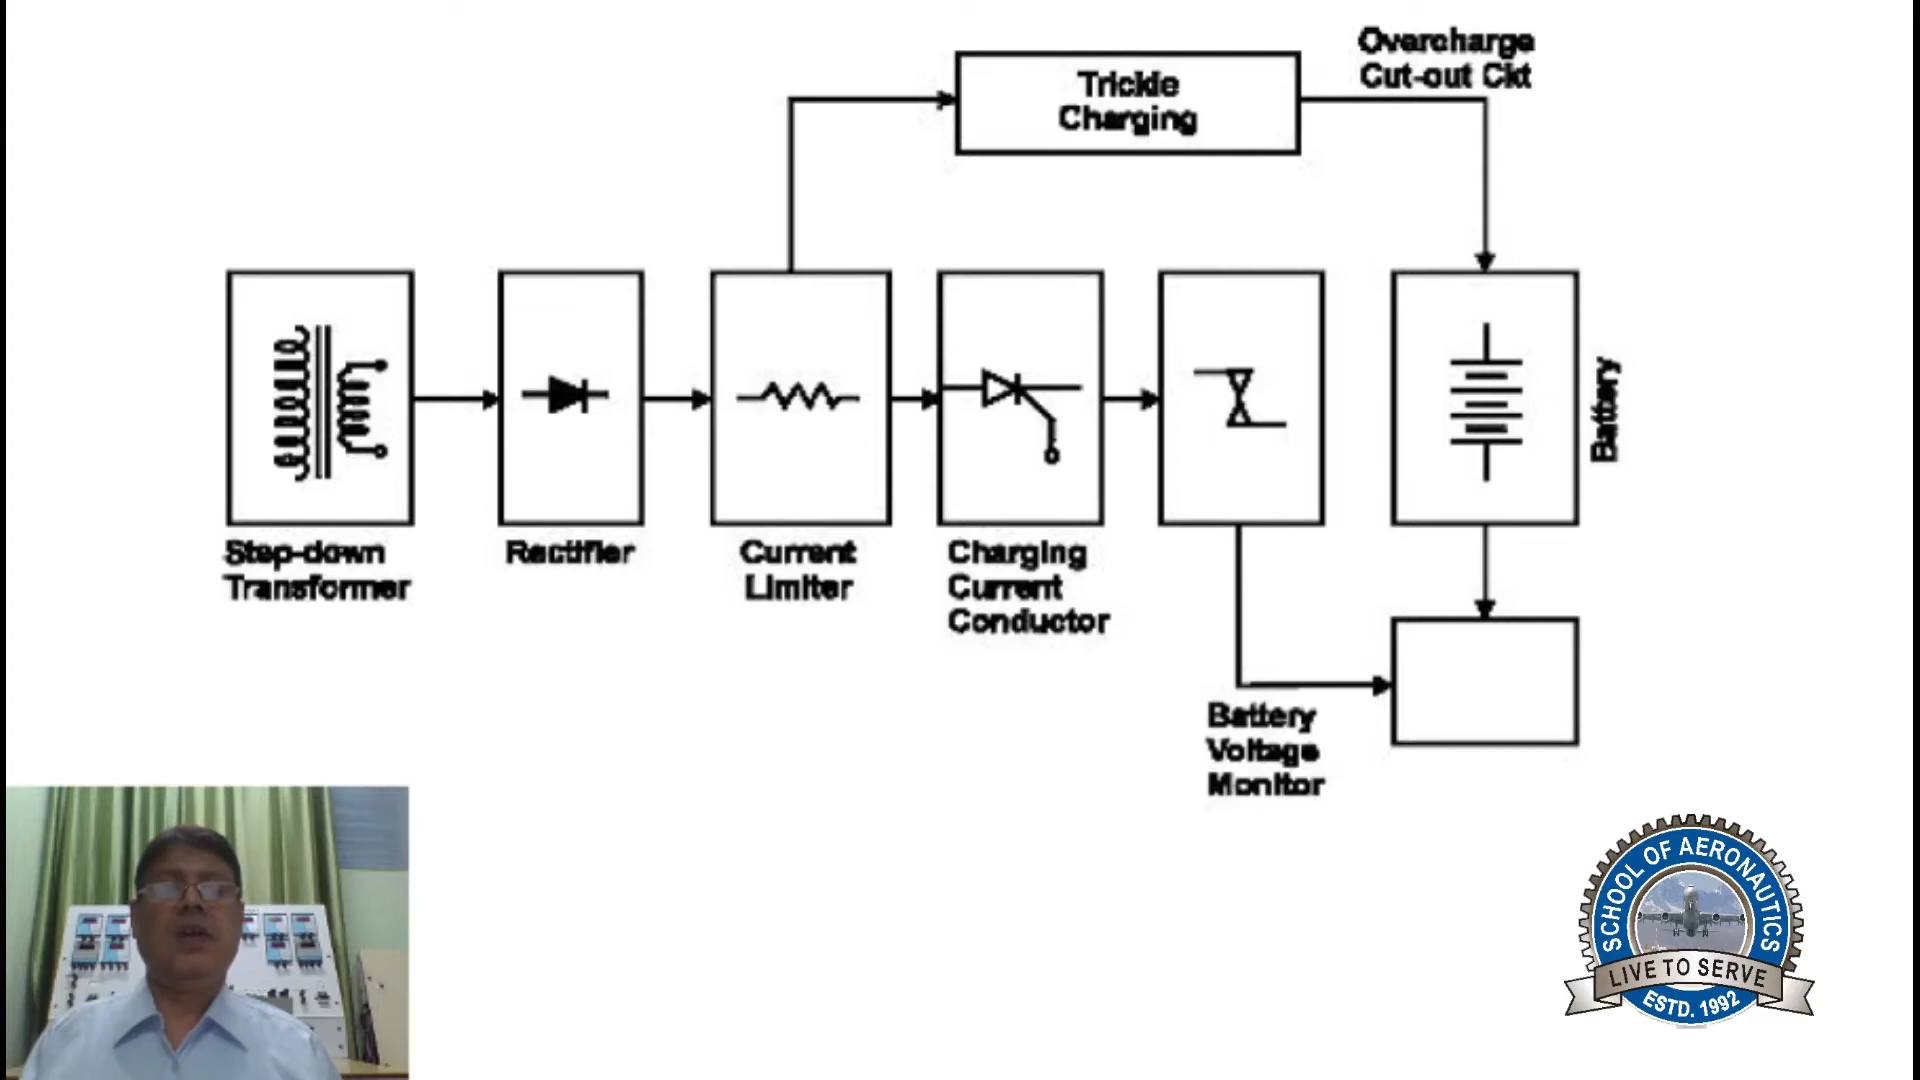 Trickle
Charging
Overcharge
Cut-out Ckt
Step-down
Transformer
Rectifier
Current
Limiter
Charging
Current
Conductor
Battery
Battery
Voltage
Monitor
SCHOOL OF AERONAUTICS
LIVE TO SERVE
ESTD. 1992